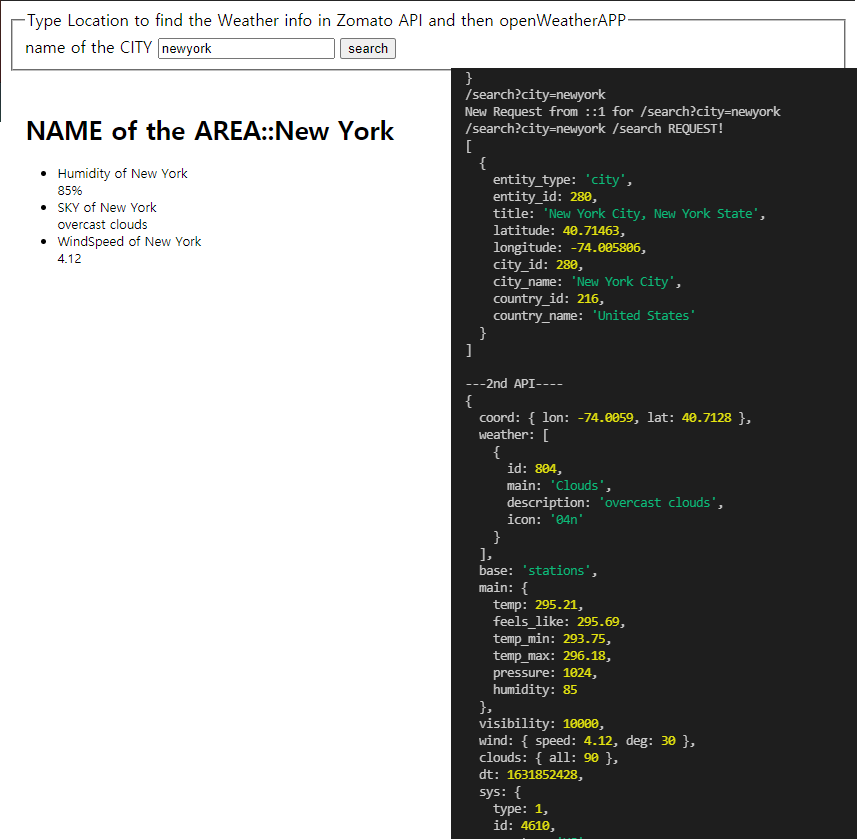 Type Location to find the Weather info in Zomato API and then openWeatherAPP
name of the CITY newyork search
NAME of the AREA::New York
Humidity of New York
85%
SKY of New York
overcast clouds
WindSpeed of New York
4.12
}
/search?city=newyork
New Request from ::1 for /search?city=newyork
/search?city=newyork /search REQUEST!
[
{
entity_type: 'city',
entity_id: 280,
title: 'New York City, New York State',
latitude: 40.71463,
longitude: -74.005806,
city_id: 280,
city_name: 'New York City',
country_id: 216,
country_name: 'United States'
}
]
---2nd API----
{
coord: { lon: -74.0059, lat: 40.7128 },
weather: [
{
id: 804,
main: 'Clouds',
description: 'overcast clouds',
icon: '04n'
}
],
base: 'stations',
main: {
temp: 295.21,
feels_like: 295.69,
temp_min: 293.75,
temp_max: 296.18,
pressure: 1024,
humidity: 85
},
visibility: 10000,
wind: { speed: 4.12, deg: 30 },
clouds: { all: 90 },
dt: 1631852428,
sys: {
type: 1,
id: 4610,